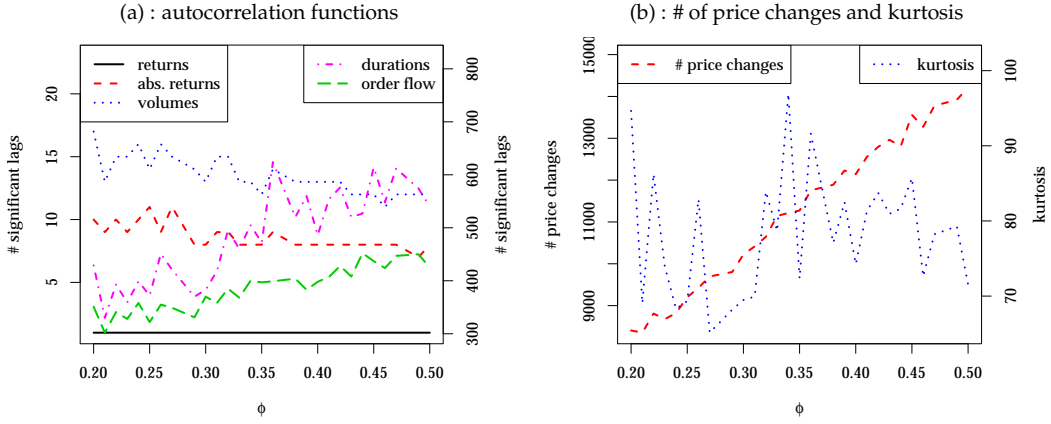 (a) : autocorrelation functions
returns
abs. returns
volumes
durations
order flow
# significant lags
5
10
15
20
# significant lags
300
400
500
600
700
800
0.20
0.25
0.30
0.35
0.40
0.45
0.50
ϕ
(b) : # of price changes and kurtosis
# price changes
kurtosis
# price changes
9000
11000
13000
15000
kurtosis
70
80
90
100
0.20
0.25
0.30
0.35
0.40
0.45
0.50
ϕ